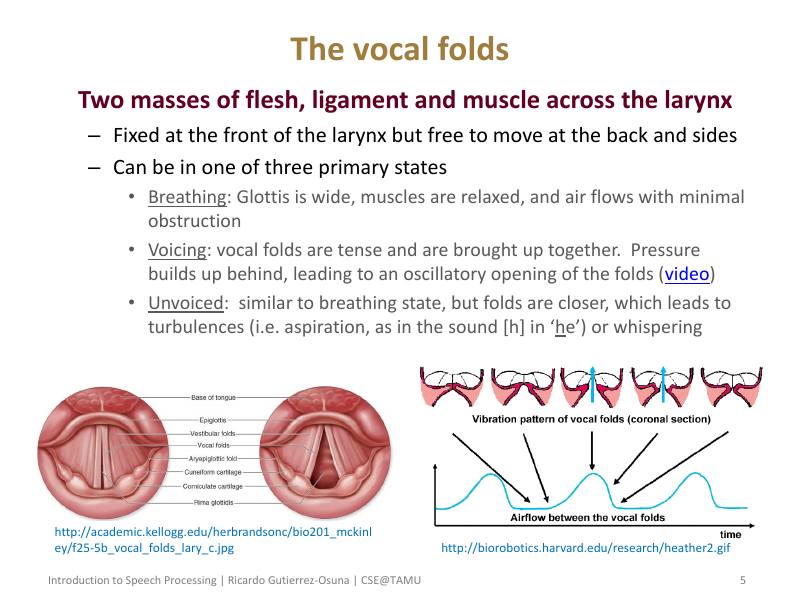 The vocal folds
Two masses of flesh, ligament and muscle across the larynx
– Fixed at the front of the larynx but free to move at the back and sides
– Can be in one of three primary states
• Breathing: Glottis is wide, muscles are relaxed, and air flows with minimal
obstruction
• Voicing: vocal folds are tense and are brought up together. Pressure
builds up behind, leading to an oscillatory opening of the folds (video)
• Unvoiced: similar to breathing state, but folds are closer, which leads to
turbulences (i.e. aspiration, as in the sound [h] in ‘he’) or whispering
Base of tongue
Epiglottis
Vestibular folds
Vocal folds
Aryepiglottic fold
Cuneiform cartilage
Corniculate cartilage
Rima glottidis
http://academic.kellogg.edu/herbrandsonc/bio201_mckinl
ey/f25-5b_vocal_folds_lary_c.jpg
Vibration pattern of vocal folds (coronal section)
Airflow between the vocal folds
time
http://biorobotics.harvard.edu/research/heather2.gif
Introduction to Speech Processing | Ricardo Gutierrez-Osuna | CSE@TAMU
5